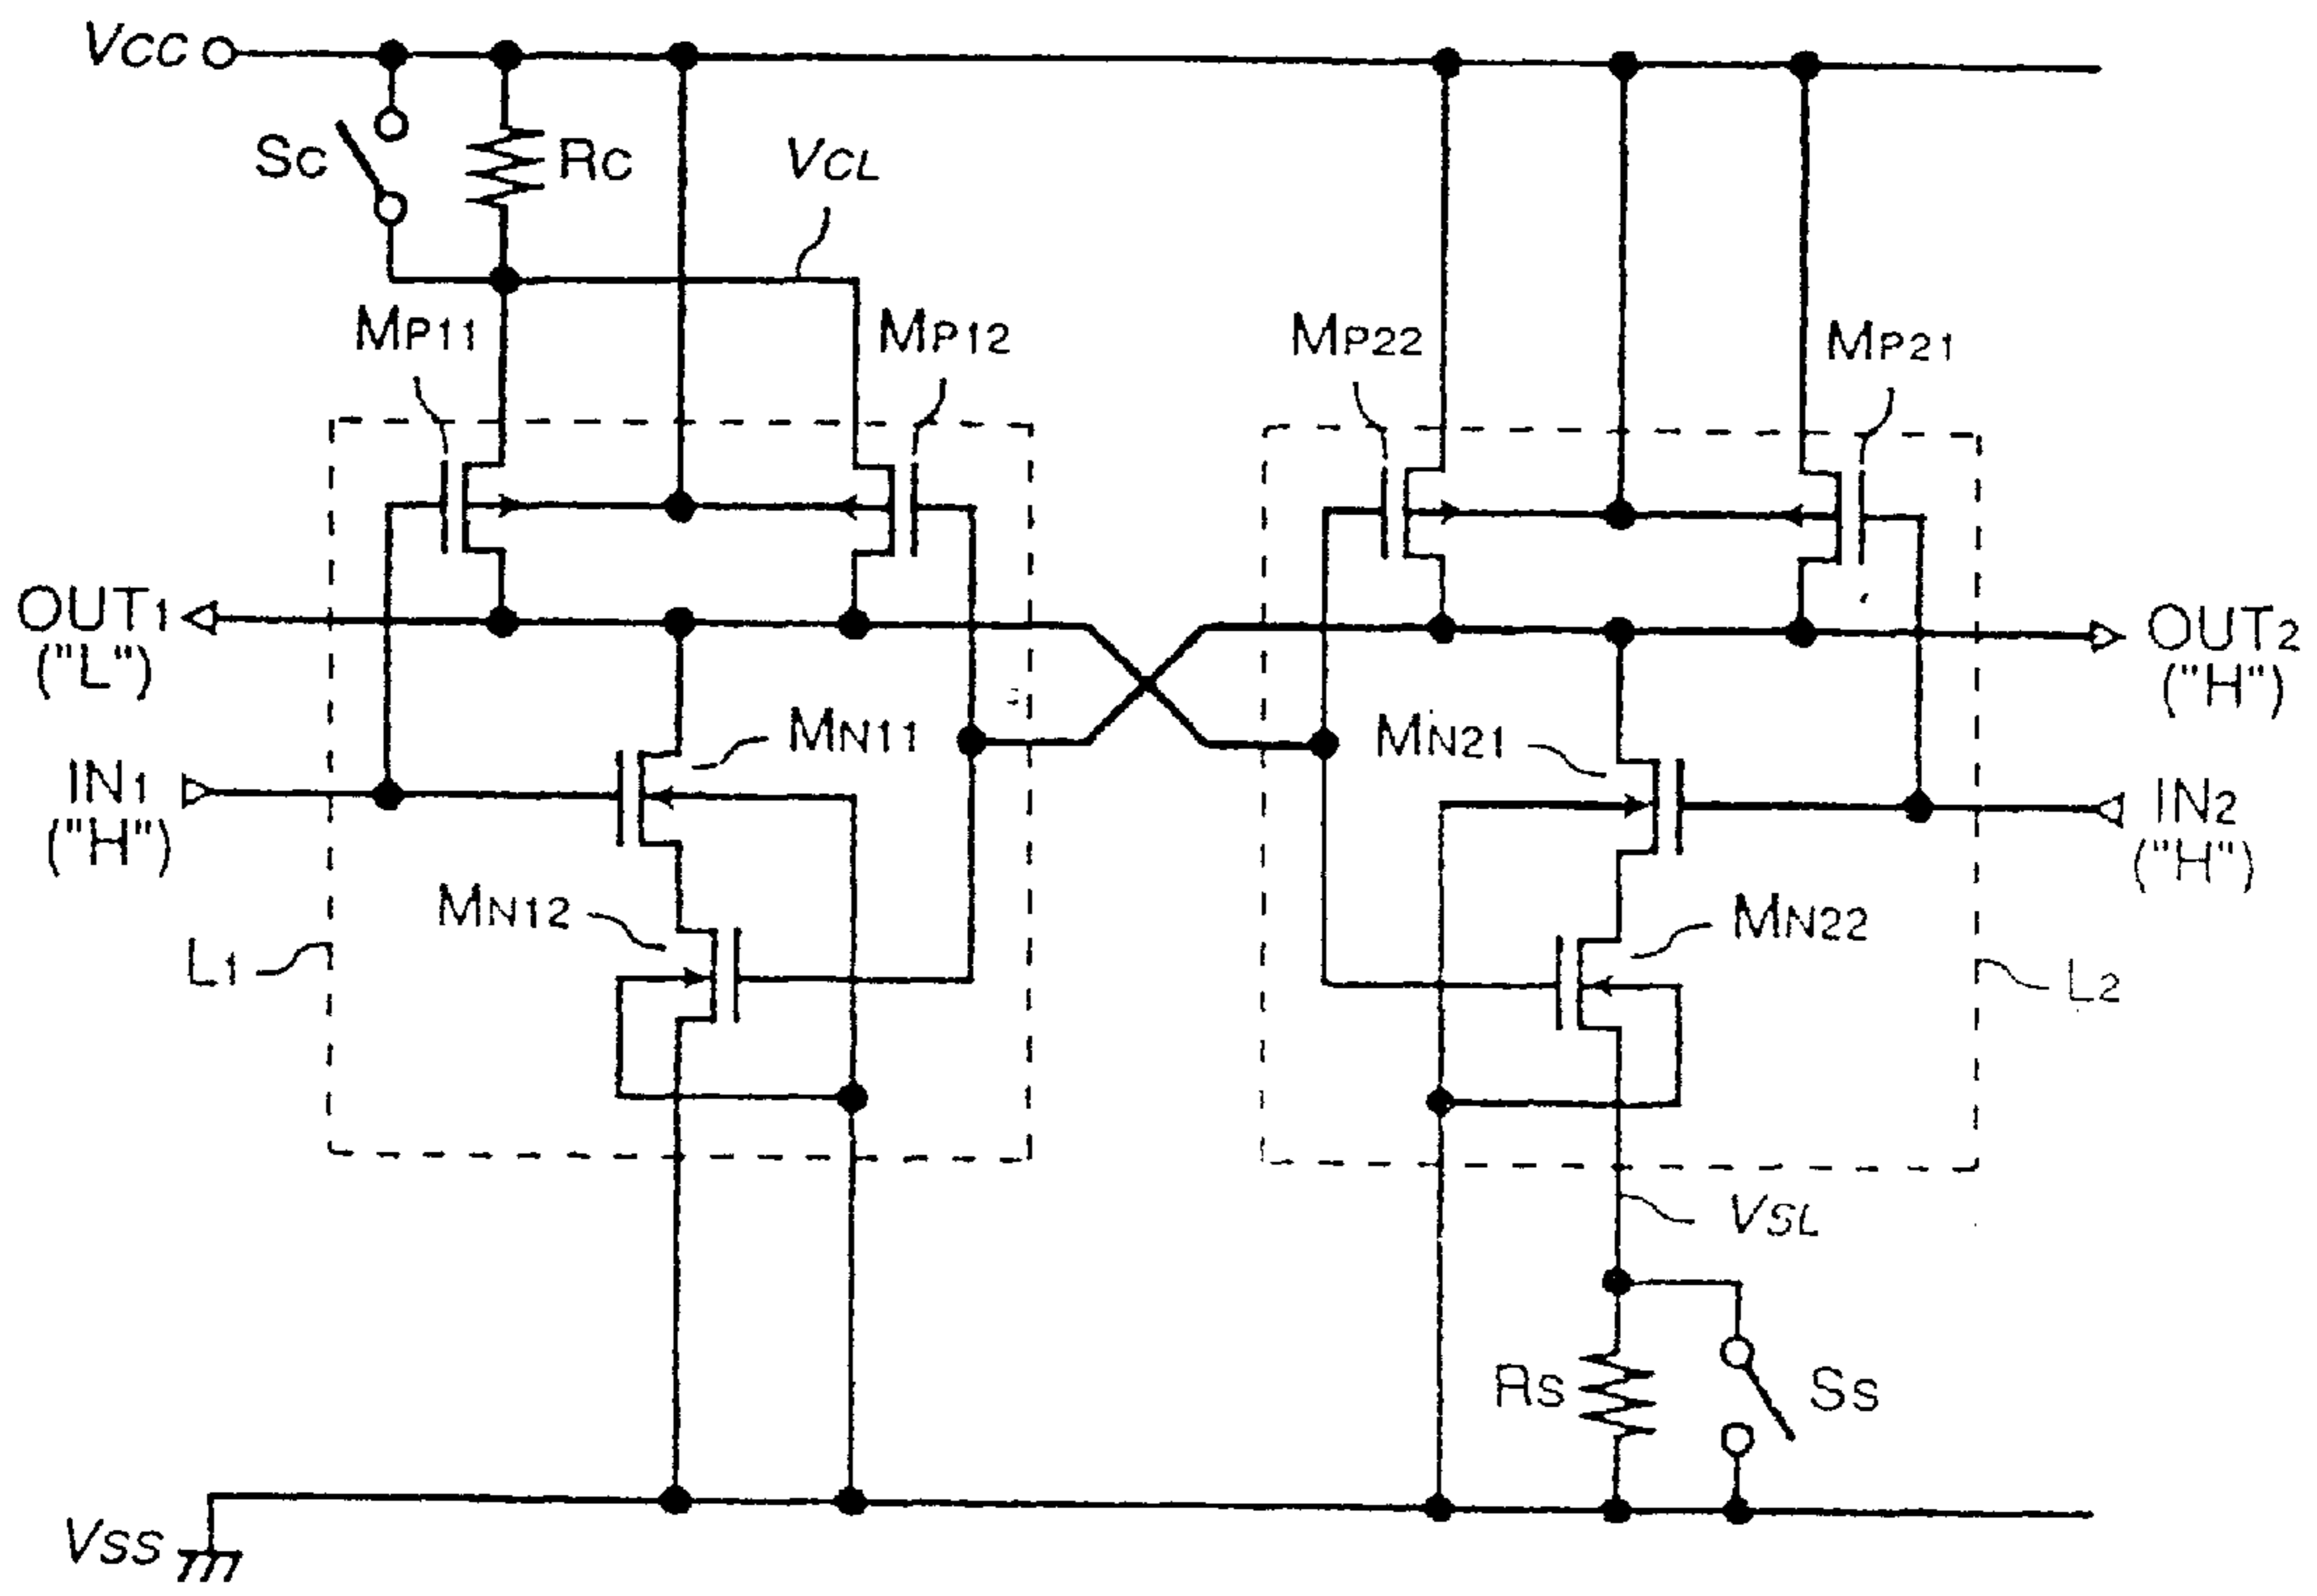 VCC
SC
RC
VCL
MP11
MP12
MP22
MP21
OUT1
("L")
OUT2
("H")
IN1
("H")
MN11
MN21
IN2
("H")
MN12
MN22
L1
L2
VSL
RS
SS
VSS